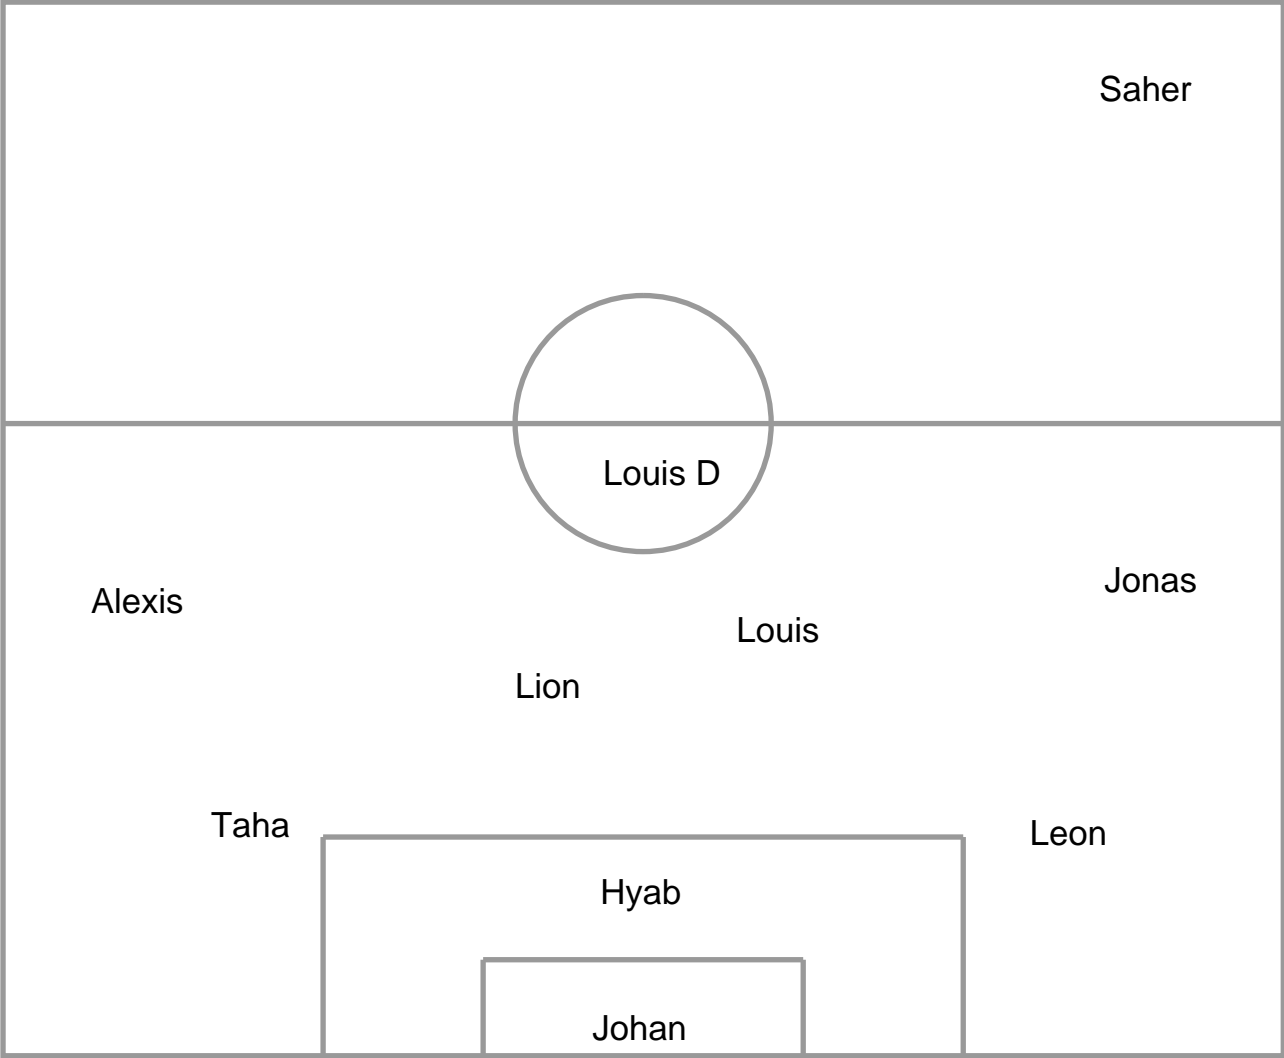 Saher
Louis D
Jonas
Alexis
Louis
Lion
Taha
Leon
Hyab
Johan